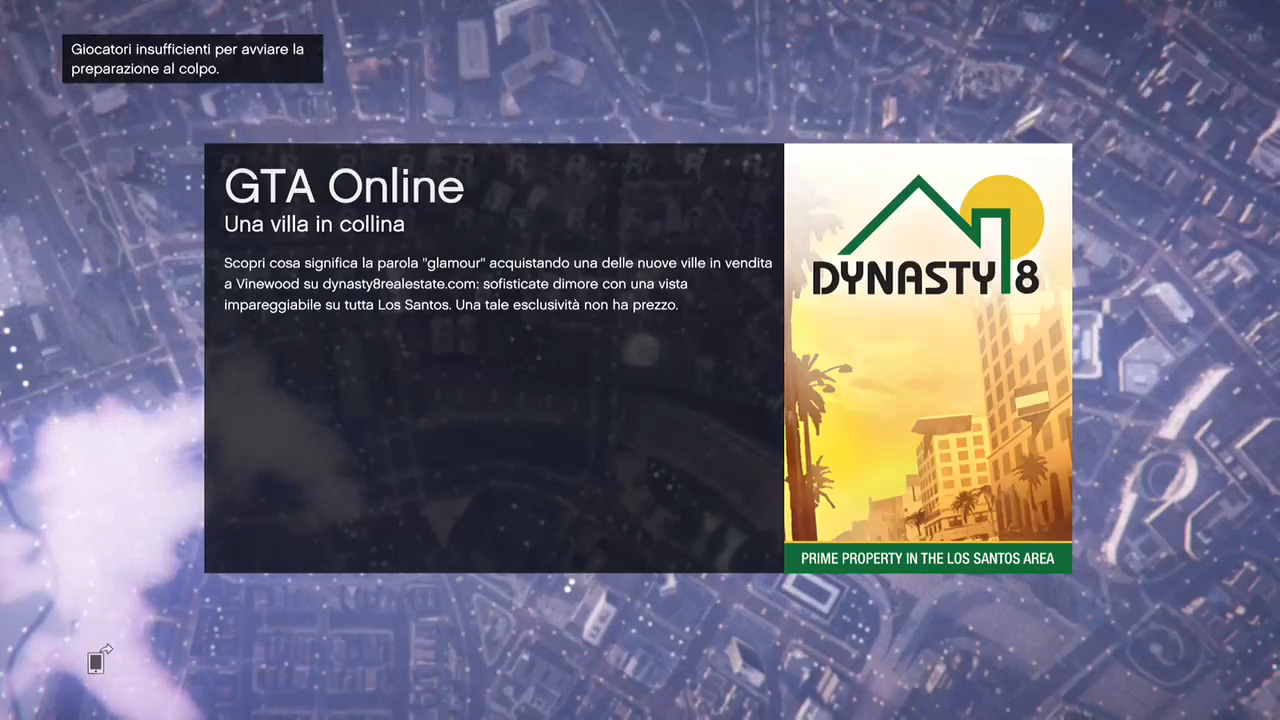 Giocatori insufficienti per avviare la
preparazione al colpo.
GTA Online
Una villa in collina
Scopri cosa significa la parola "glamour" acquistando una delle nuove ville in vendita
a Vinewood su dynasty8realestate.com: sofisticate dimore con una vista
impareggiabile su tutta Los Santos. Una tale esclusività non ha prezzo.
DYNASTY 8
PRIME PROPERTY IN THE LOS SANTOS AREA